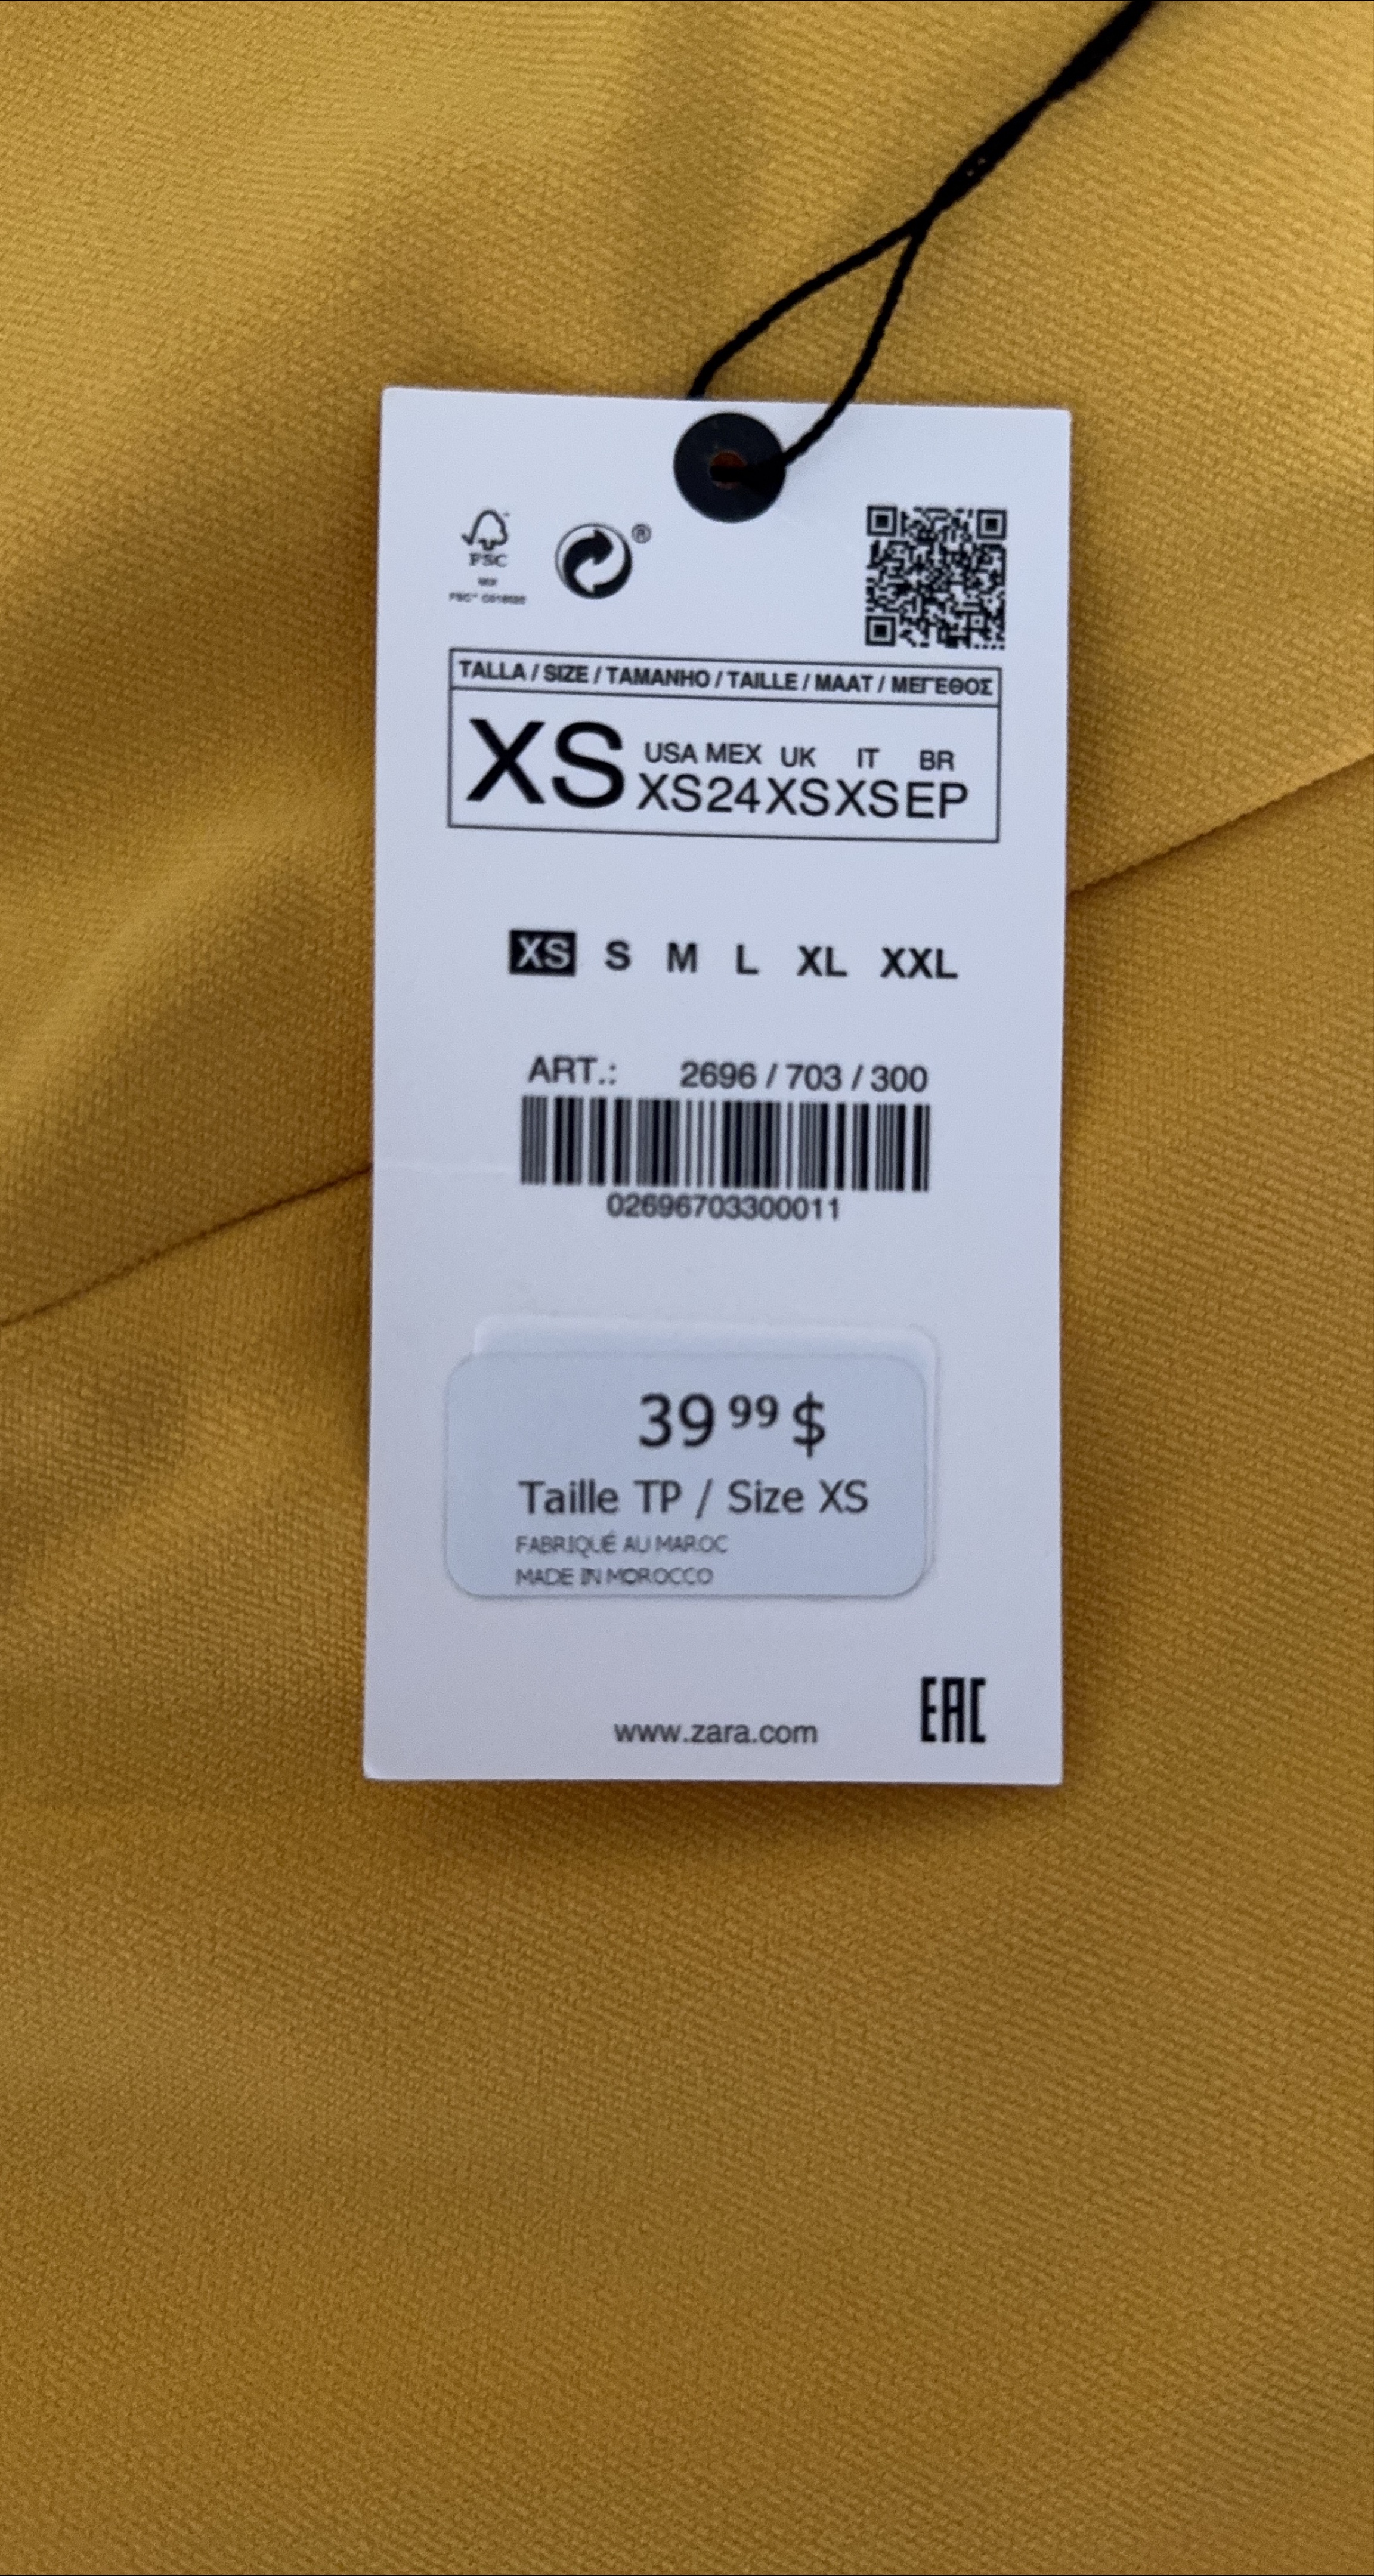 ®
FSC
MIX
TALLA / SIZE / TAMANHO / TAILLE / MAAT / ΜΕΓΕΘΟΣ
XS
USA MEX UK IT BR
XS 24 XS XS EP
XS S M L XL XXL
ART.: 2696 / 703 / 300
02696703300011
39 99 $
Taille TP / Size XS
FABRIQUÉ AU MAROC
MADE IN MOROCCO
www.zara.com
EAC